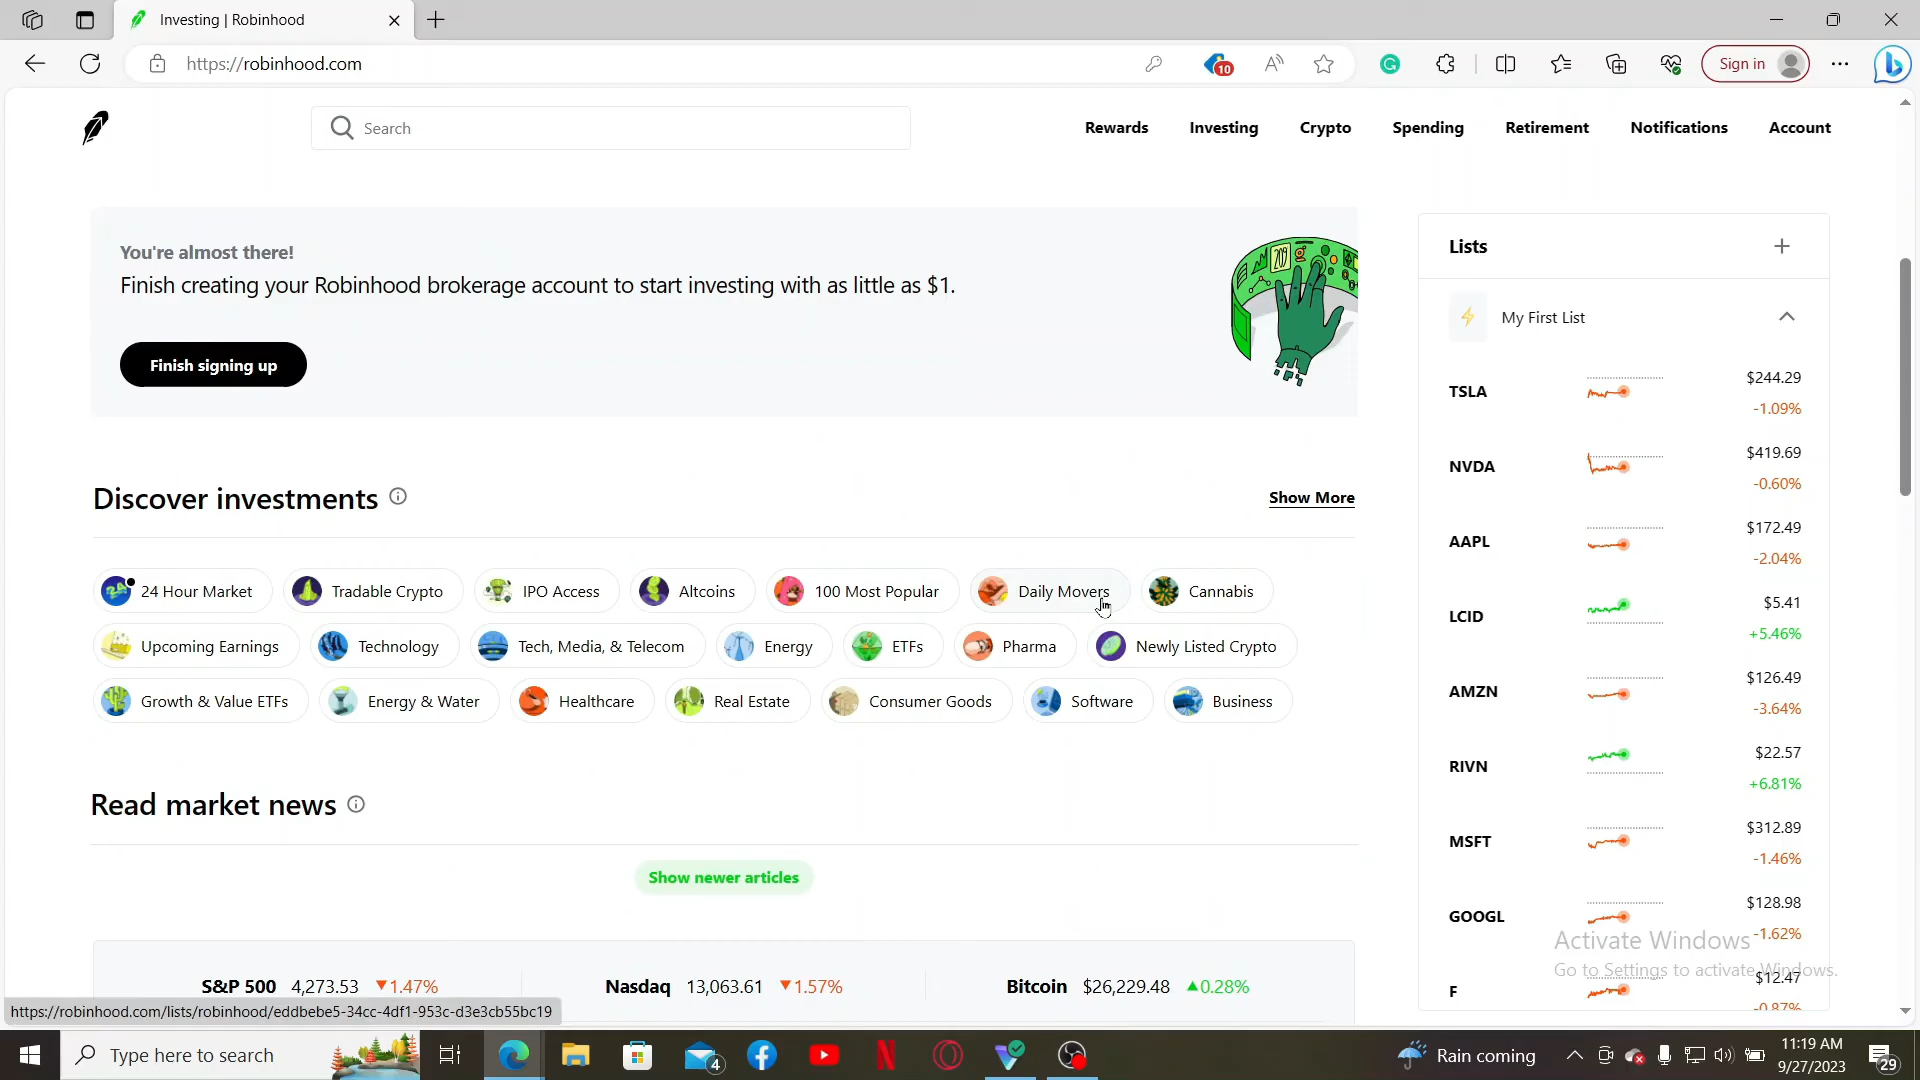 Investing | Robinhood
https://robinhood.com
10
Sign in
Search
Rewards
Investing
Crypto
Spending
Retirement
Notifications
Account
You're almost there!
Finish creating your Robinhood brokerage account to start investing with as little as $1.
Finish signing up
209
Discover investments
Show More
24 Hour Market
Tradable Crypto
IPO Access
Altcoins
100 Most Popular
Daily Movers
Cannabis
Upcoming Earnings
Technology
Tech, Media, & Telecom
Energy
ETFs
Pharma
Newly Listed Crypto
Growth & Value ETFs
Energy & Water
Healthcare
Real Estate
Consumer Goods
Software
Business
Read market news
Show newer articles
S&P 500 4,273.53 ▼1.47%
Nasdaq 13,063.61 ▼1.57%
Bitcoin $26,229.48 ▲0.28%
Lists
My First List
TSLA
$244.29
-1.09%
NVDA
$419.69
-0.60%
AAPL
$172.49
-2.04%
LCID
$5.41
+5.46%
AMZN
$126.49
-3.64%
RIVN
$22.57
+6.81%
MSFT
$312.89
-1.46%
GOOGL
$128.98
-1.62%
F
$12.47
-0.87%
Activate Windows
Go to Settings to activate Windows.
https://robinhood.com/lists/robinhood/eddbebe5-34cc-4df1-953c-d3e3cb55bc19
Type here to search
4
Rain coming
11:19 AM
9/27/2023
29